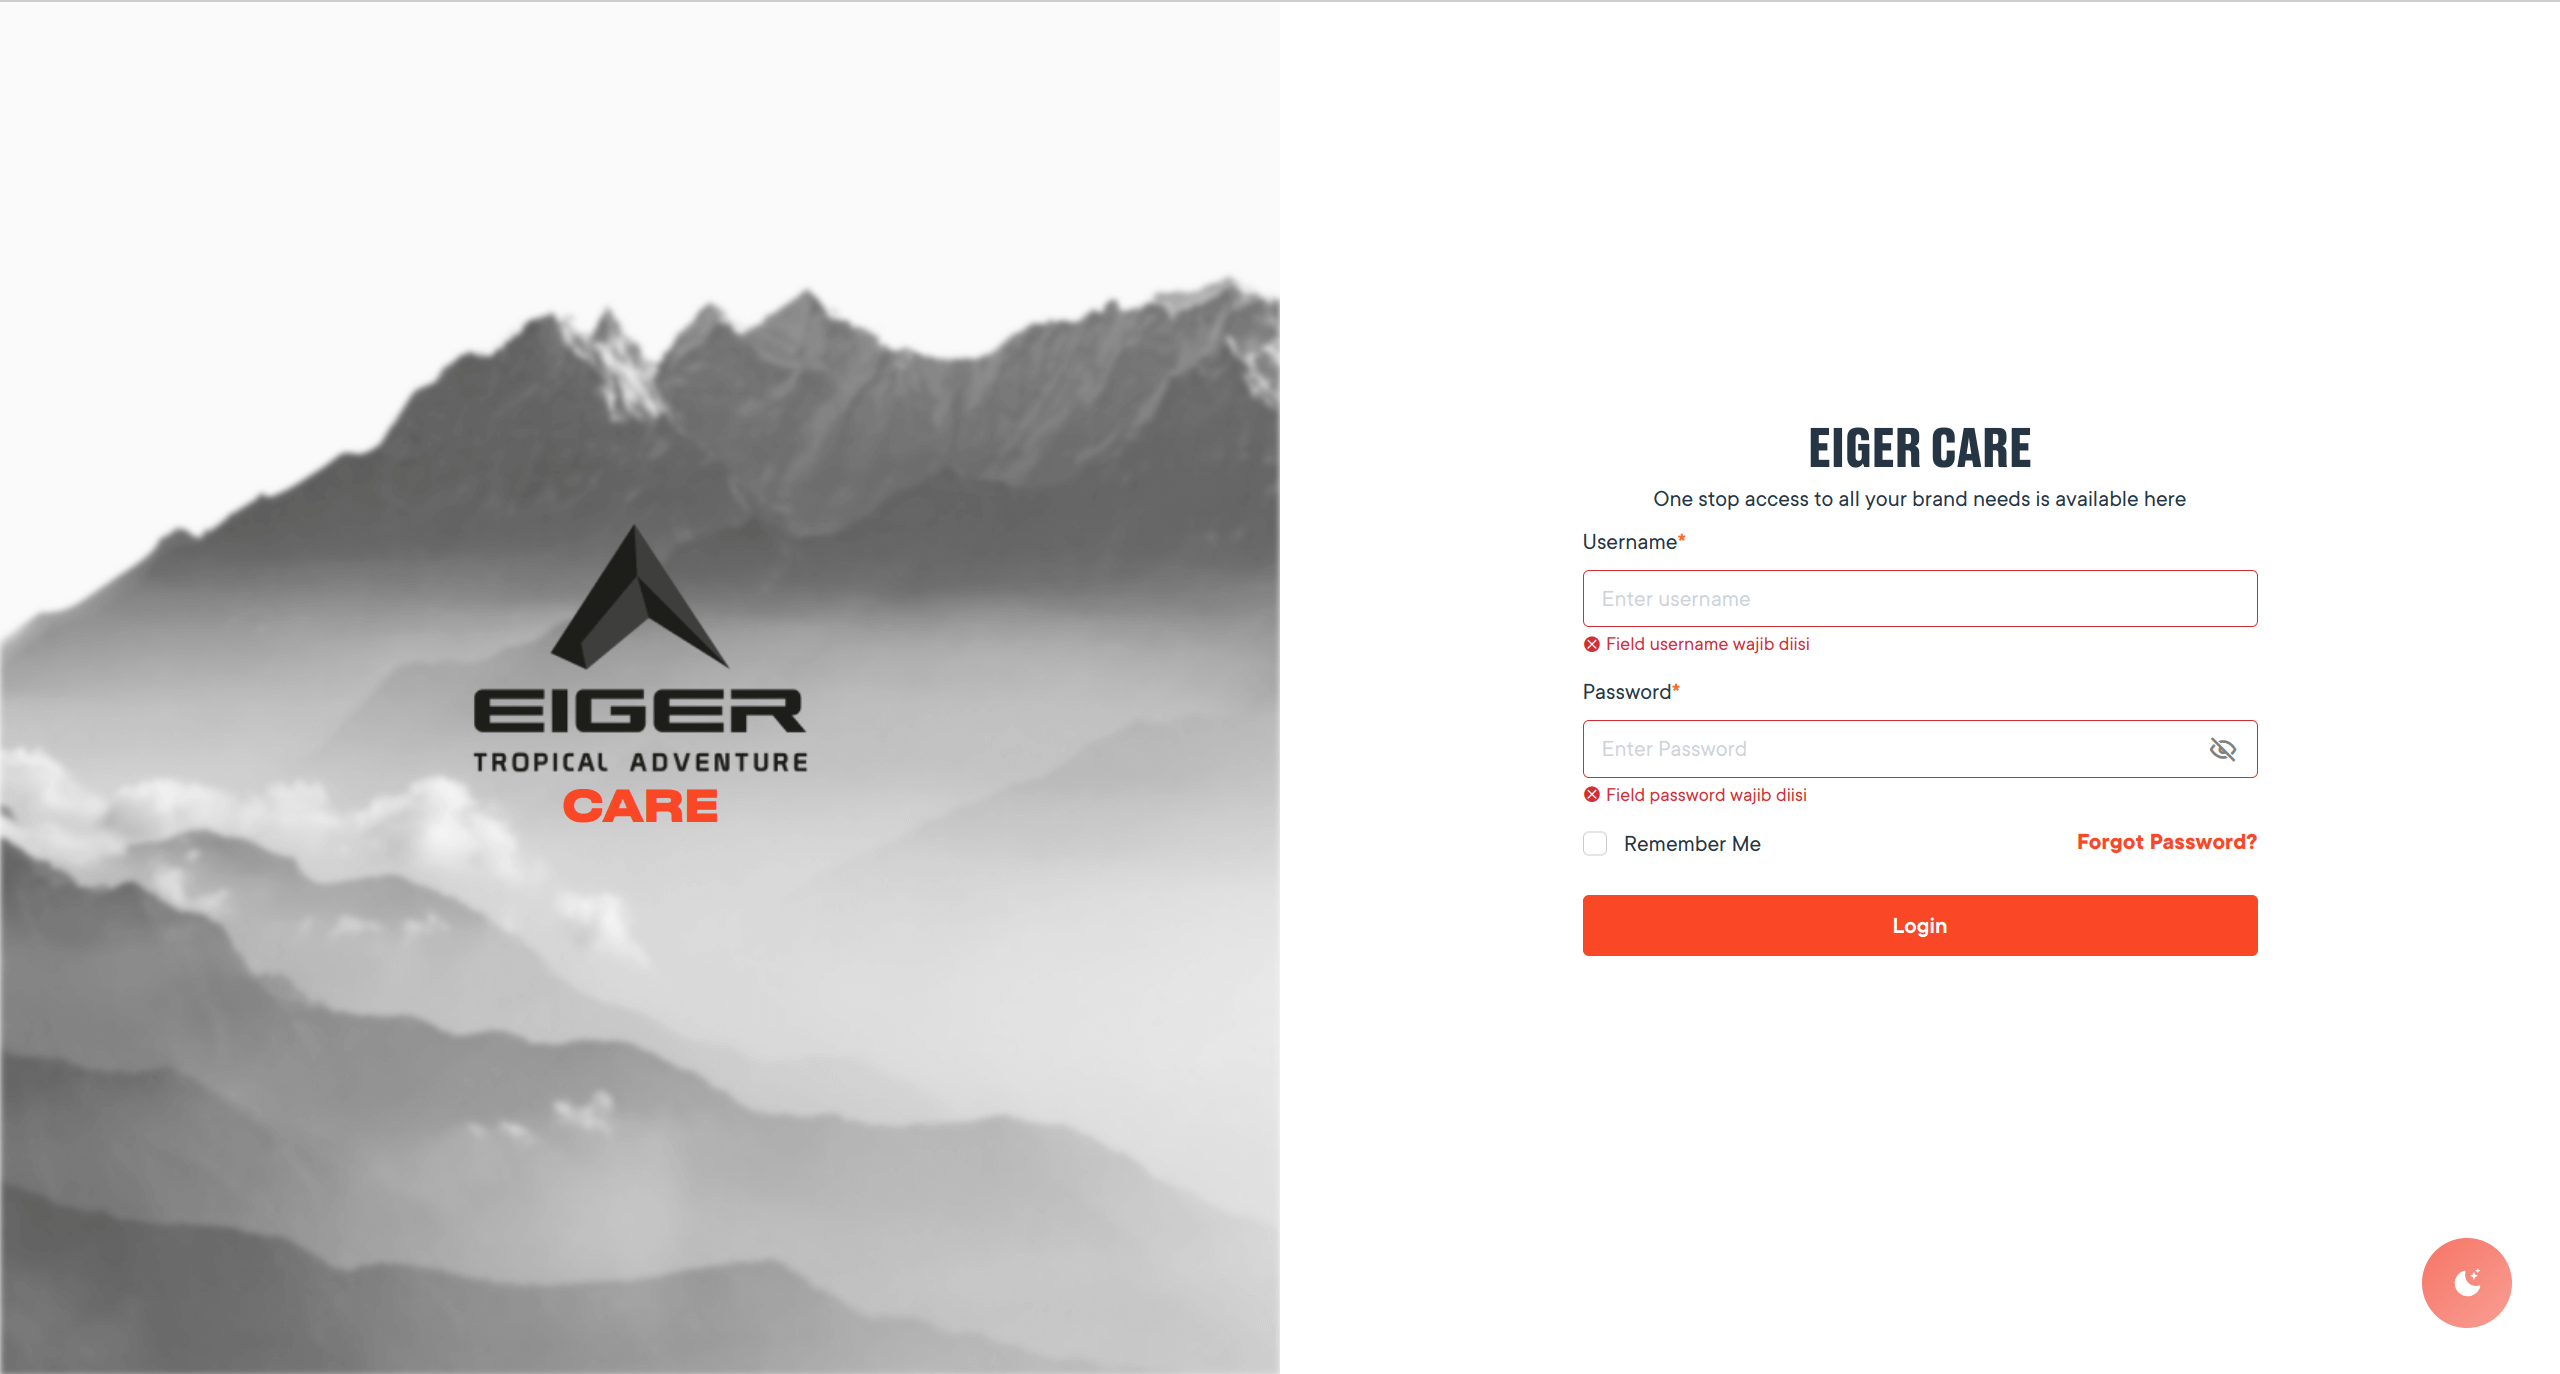 EIGER
TROPICAL ADVENTURE
CARE
EIGER CARE
One stop access to all your brand needs is available here
Username*
Enter username
Field username wajib diisi
Password*
Enter Password
Field password wajib diisi
Remember Me
Forgot Password?
Login